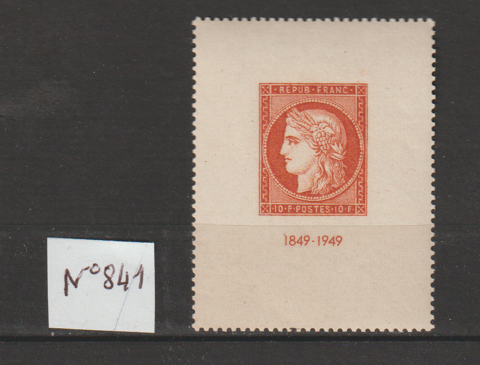 REPUB·FRANC·
10·F·POSTES·10·F
1849-1949
N° 841